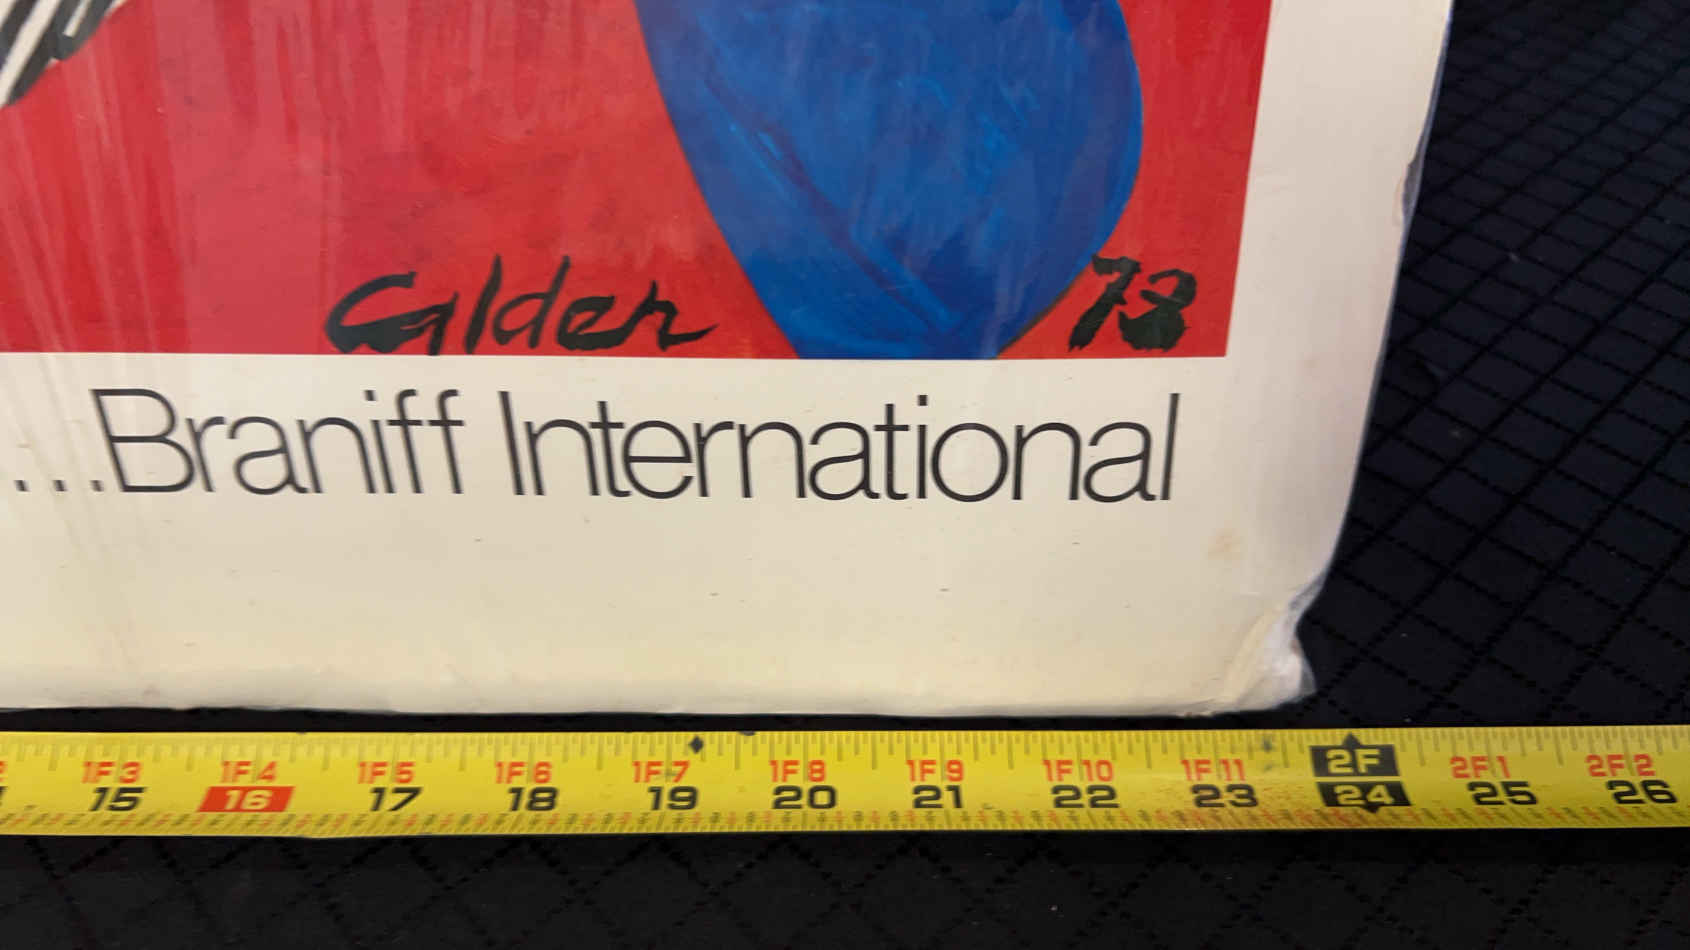 Calder 73
...Braniff International
1F3 1F4 1F5 1F6 1F7 1F8 1F9 1F10 1F11 2F 2F1 2F2
15 16 17 18 19 20 21 22 23 24 25 26